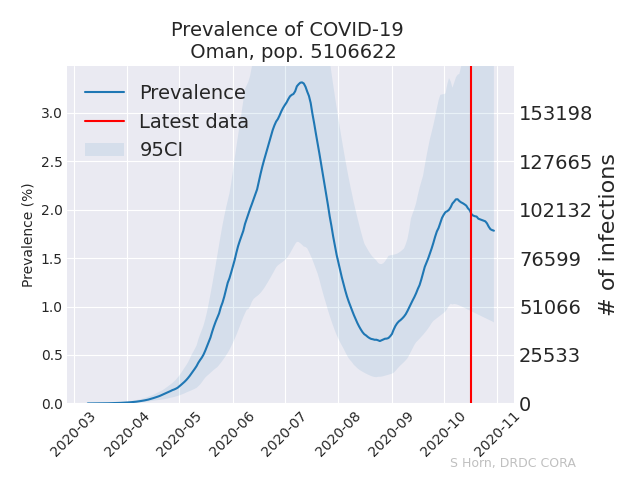 Prevalence of COVID-19
Oman, pop. 5106622
Prevalence
Latest data
95CI
Prevalence (%)
3.0
2.5
2.0
1.5
1.0
0.5
0.0
153198
127665
102132
76599
51066
25533
0
# of infections
2020-03
2020-04
2020-05
2020-06
2020-07
2020-08
2020-09
2020-10
2020-11
S Horn, DRDC CORA